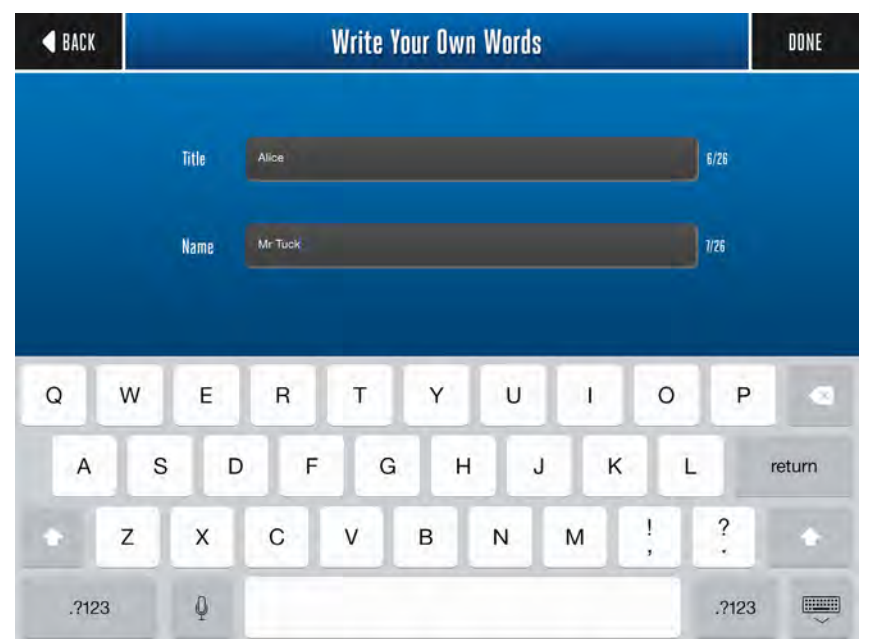 BACK Write Your Own Words DONE
Title Alice 6/26
Name Mr Tuck 7/26
Q W E R T Y U I O P
A S D F G H J K L return
Z X C V B N M ! , ? .
.?123 .?123